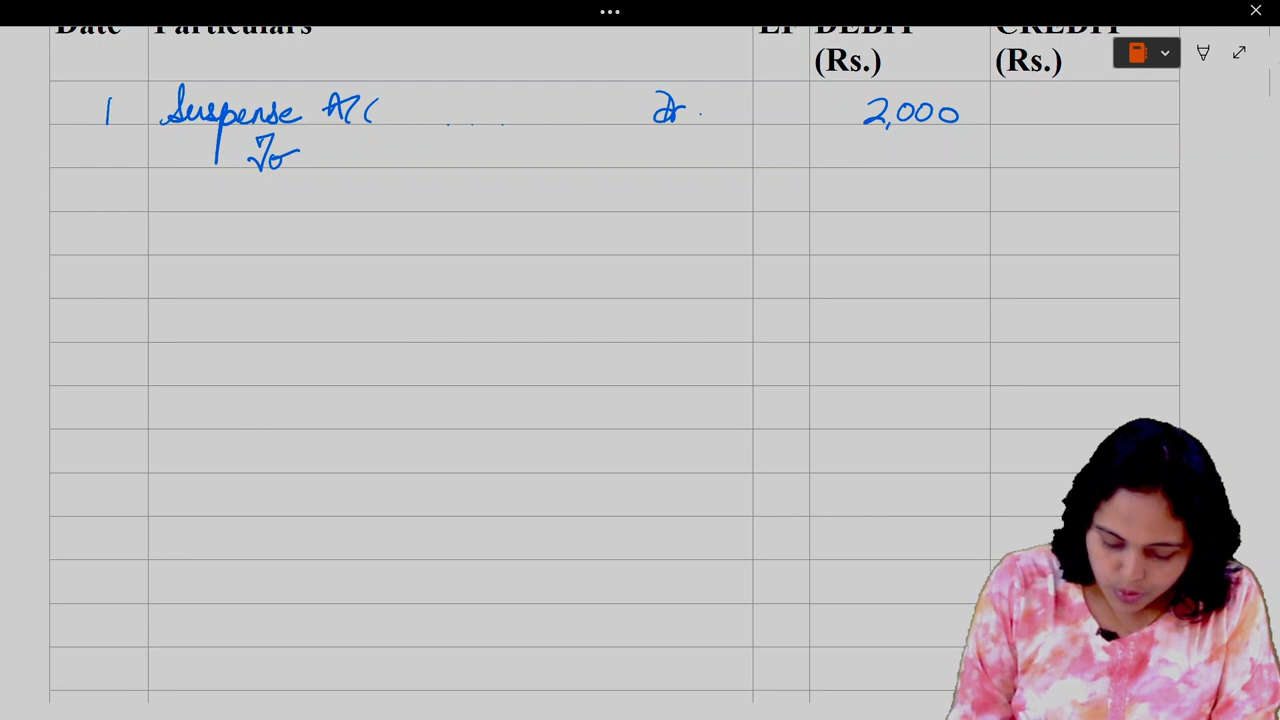 Date Particulars LF DEBIT CREDIT
(Rs.) (Rs.)
1 Suspense A/C ... Dr. 2,000
To